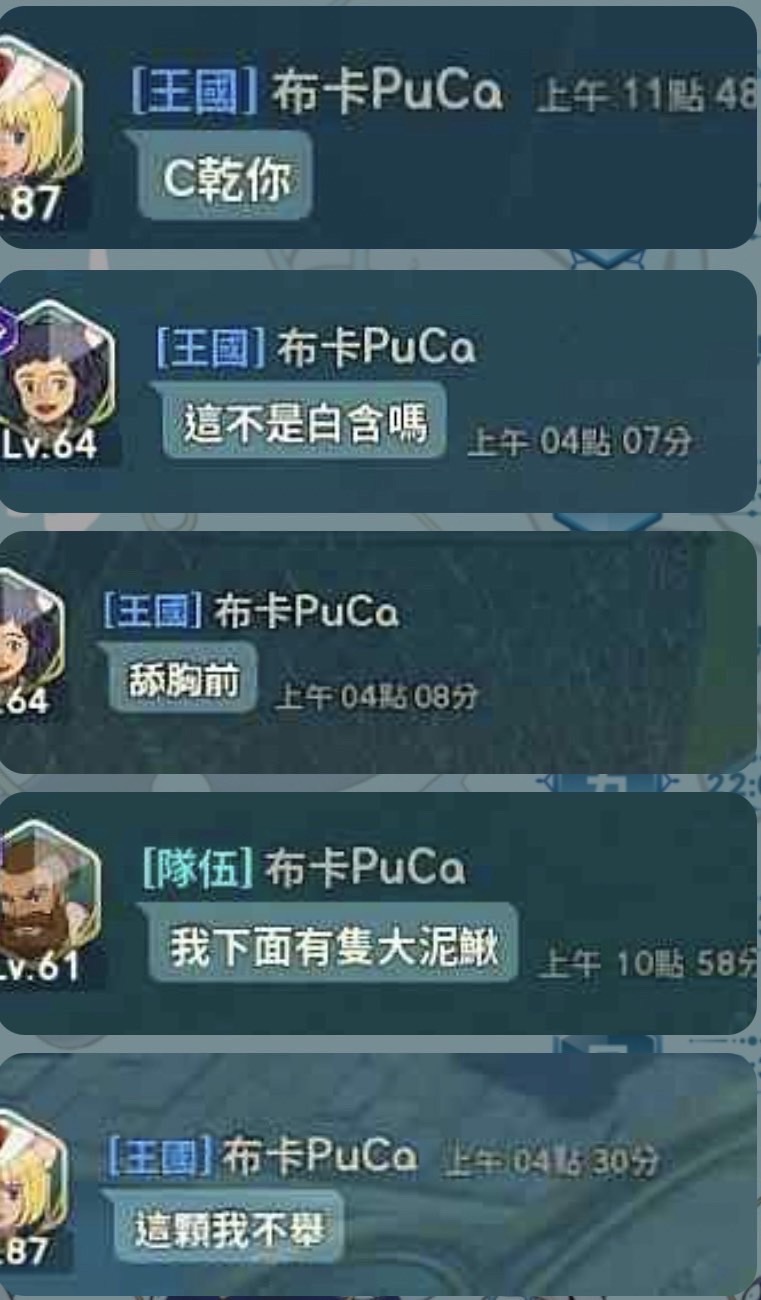 [王國] 布卡PuCa 上午 11點 48
C乾你
.87
[王國] 布卡PuCa
這不是白含嗎 上午 04點 07分
Lv.64
[王國] 布卡PuCa
舔胸前 上午 04點 08分
.64
[隊伍] 布卡PuCa
我下面有隻大泥鰍 上午 10點 58分
Lv.61
[王國] 布卡PuCa 上午 04點 30分
這顆我不舉
.87